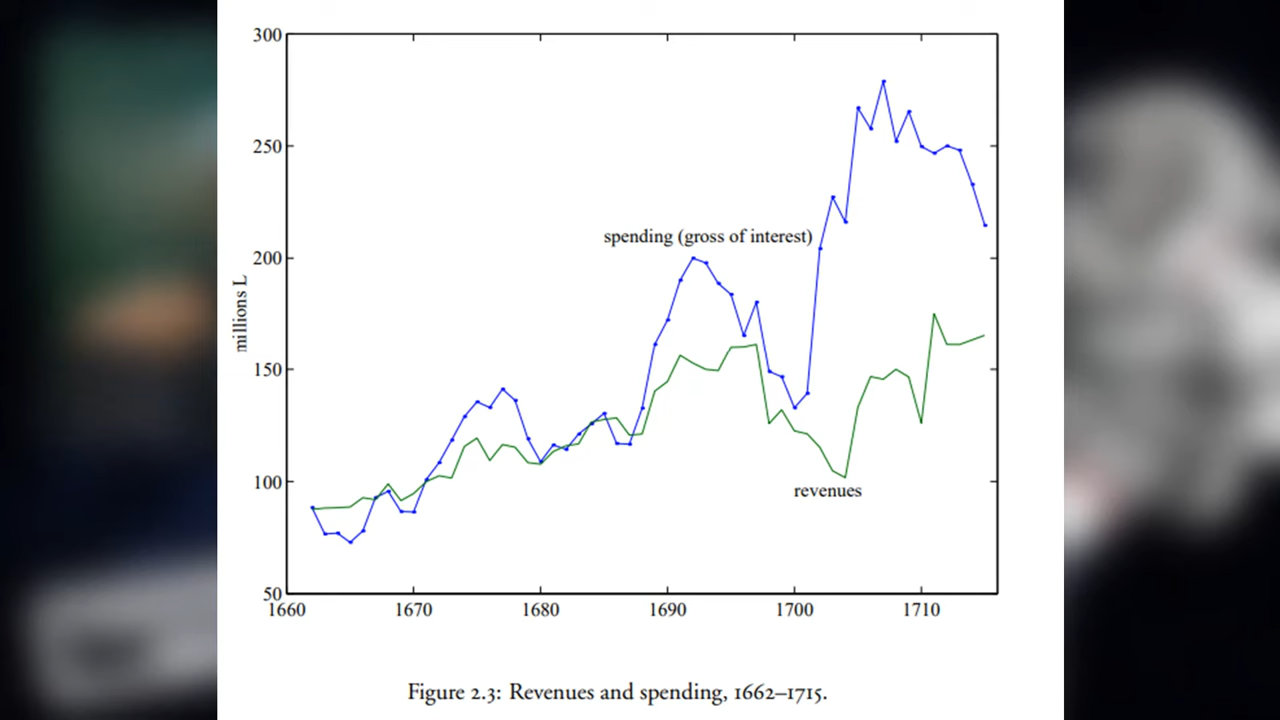 300
250
spending (gross of interest)
200
millions L
150
100
revenues
50
1660 1670 1680 1690 1700 1710
Figure 2.3: Revenues and spending, 1662–1715.